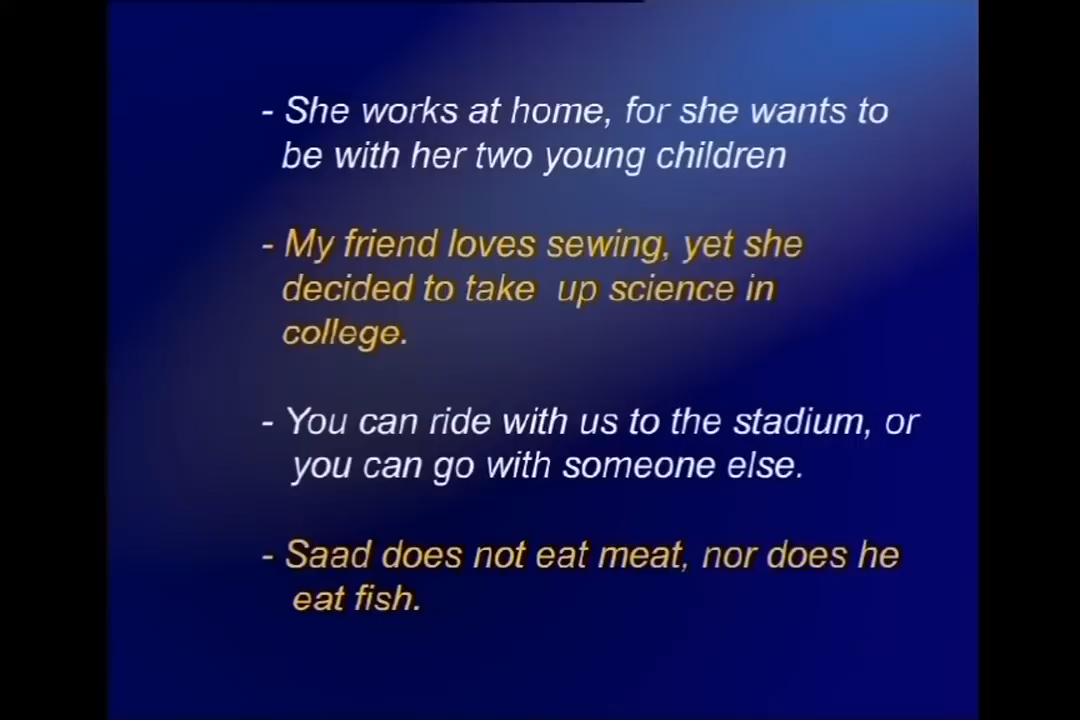 - She works at home, for she wants to
be with her two young children
- My friend loves sewing, yet she
decided to take up science in
college.
- You can ride with us to the stadium, or
you can go with someone else.
- Saad does not eat meat, nor does he
eat fish.